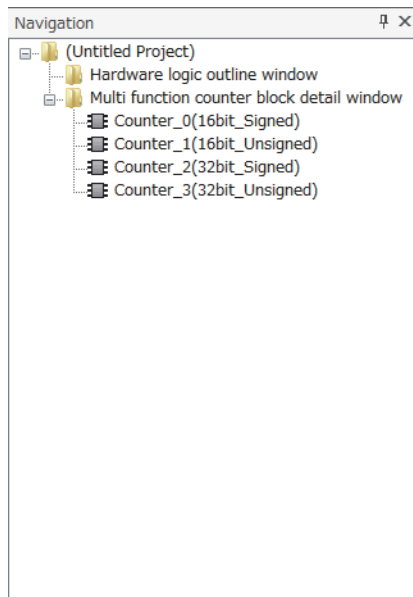 Navigation
(Untitled Project)
Hardware logic outline window
Multi function counter block detail window
Counter_0(16bit_Signed)
Counter_1(16bit_Unsigned)
Counter_2(32bit_Signed)
Counter_3(32bit_Unsigned)